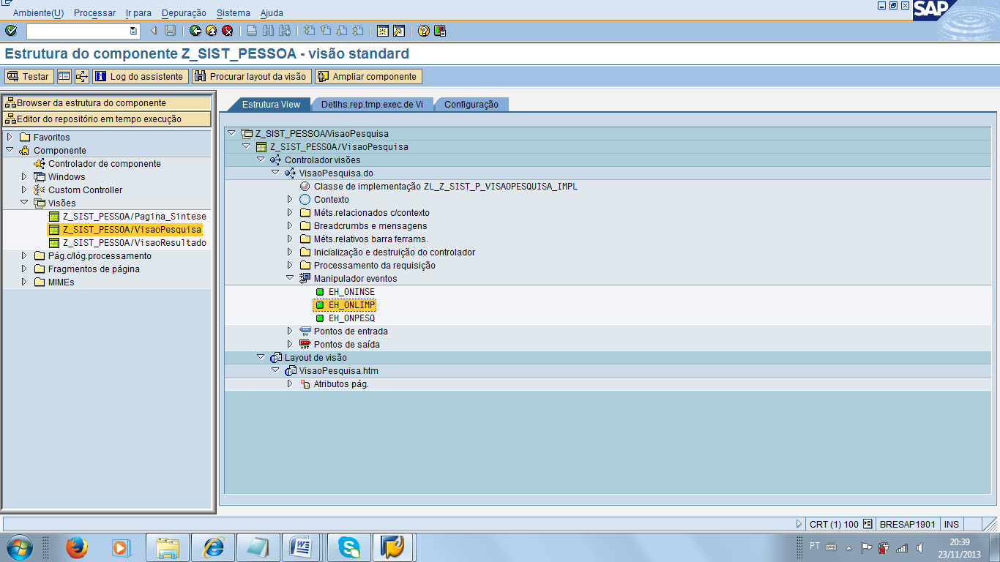 Ambiente(U) Processar Ir para Depuração Sistema Ajuda
SAP
Estrutura do componente Z_SIST_PESSOA - visão standard
Testar Log do assistente Procurar layout da visão Ampliar componente
Browser da estrutura do componente
Editor do repositório em tempo execução
Favoritos
Componente
Controlador de componente
Windows
Custom Controller
Visões
Z_SIST_PESSOA/Pagina_Sintese
Z_SIST_PESSOA/VisaoPesquisa
Z_SIST_PESSOA/VisaoResultado
Pág.c/lóg.processamento
Fragmentos de página
MIMEs
Estrutura View Detlhs.rep.tmp.exec.de Vi Configuração
Z_SIST_PESSOA/VisaoPesquisa
Z_SIST_PESSOA/VisaoPesquisa
Controlador visões
VisaoPesquisa.do
Classe de implementação ZL_Z_SIST_P_VISAOPESQUISA_IMPL
Contexto
Méts.relacionados c/contexto
Breadcrumbs e mensagens
Méts.relativos barra ferrams.
Inicialização e destruição do controlador
Processamento da requisição
Manipulador eventos
EH_ONINSE
EH_ONLIMP
EH_ONPESQ
IN Pontos de entrada
OUT Pontos de saída
Layout de visão
VisaoPesquisa.htm
Atributos pág.
CRT (1) 100 BRESAP1901 INS
PT 20:39
23/11/2013